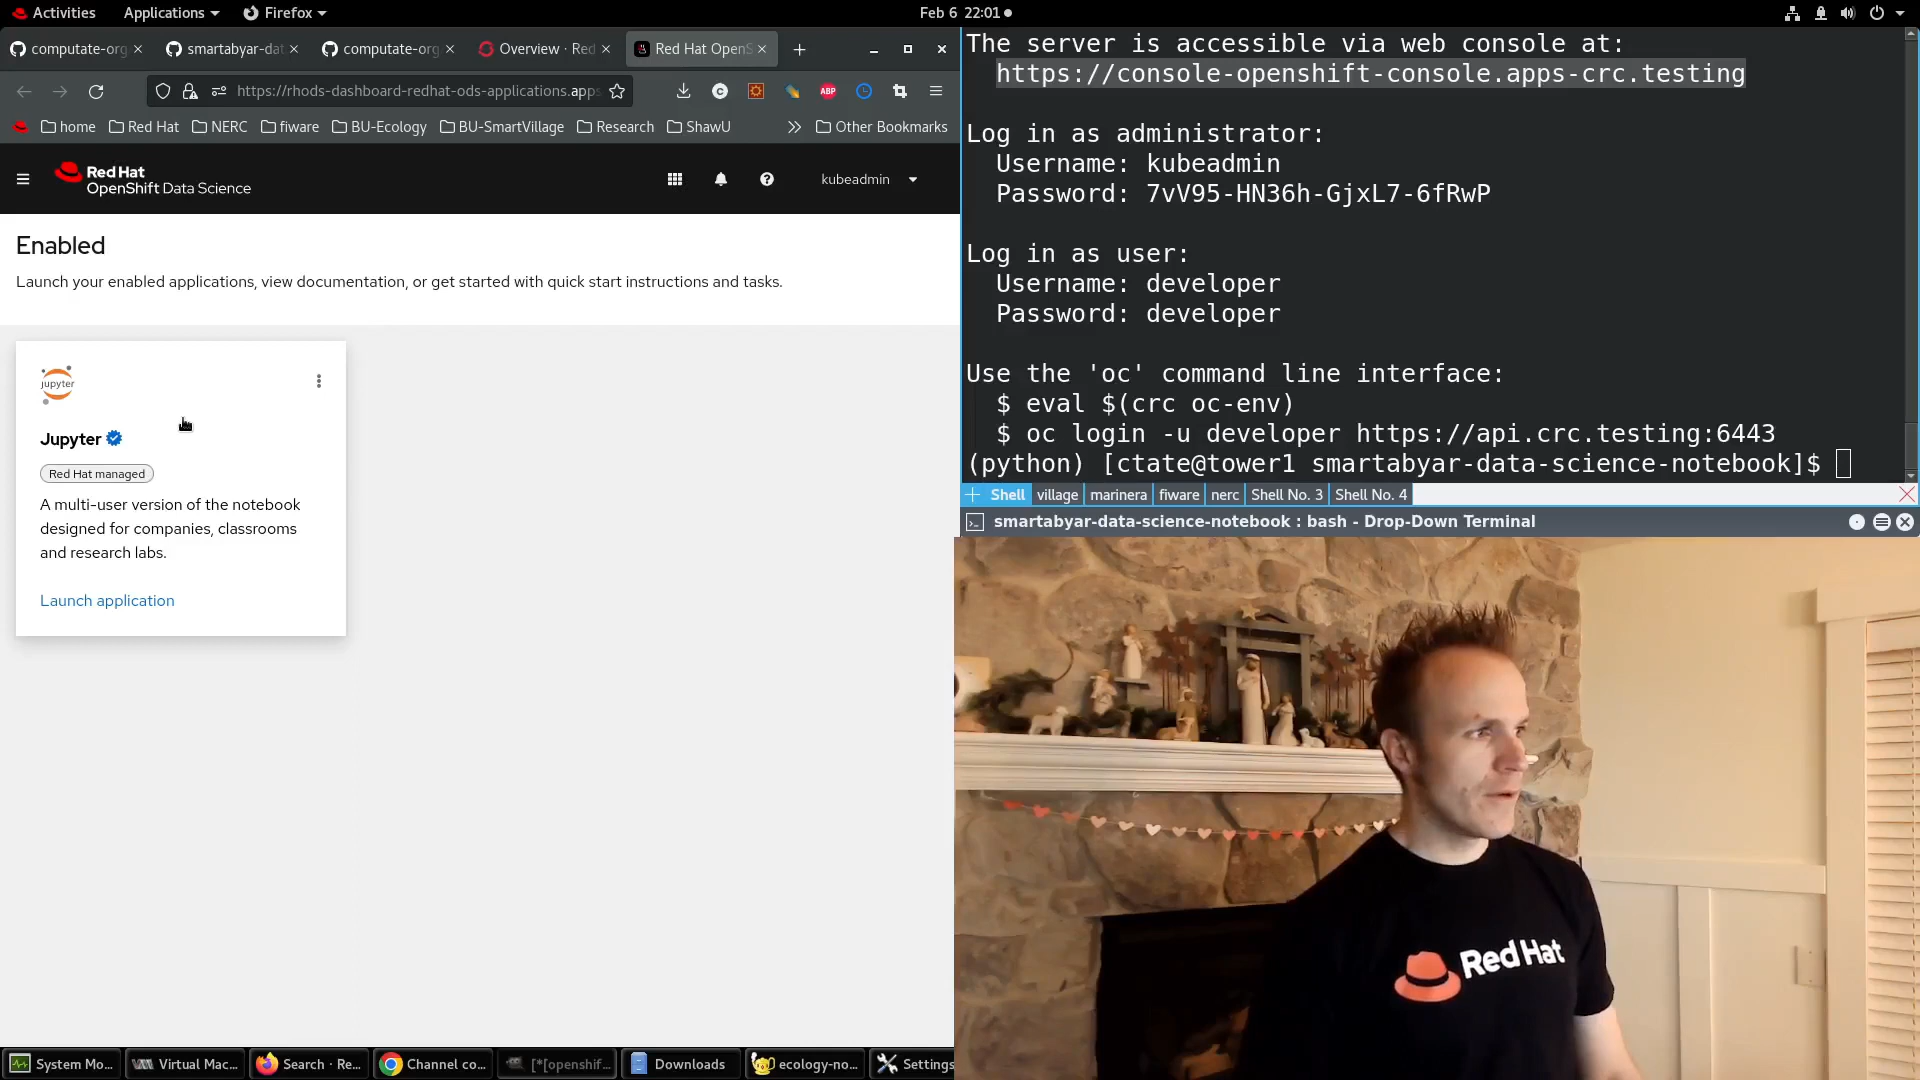 Activities Applications Firefox Feb 6 22:01
computate-org smartabyar-dat computate-org Overview · Red Red Hat OpenS
https://rhods-dashboard-redhat-ods-applications.apps
home Red Hat NERC fiware BU-Ecology BU-SmartVillage Research ShawU Other Bookmarks
Red Hat
OpenShift Data Science
kubeadmin
Enabled
Launch your enabled applications, view documentation, or get started with quick start instructions and tasks.
jupyter
Jupyter
Red Hat managed
A multi-user version of the notebook
designed for companies, classrooms
and research labs.
Launch application
The server is accessible via web console at:
https://console-openshift-console.apps-crc.testing
Log in as administrator:
Username: kubeadmin
Password: 7vV95-HN36h-GjxL7-6fRwP
Log in as user:
Username: developer
Password: developer
Use the 'oc' command line interface:
$ eval $(crc oc-env)
$ oc login -u developer https://api.crc.testing:6443
(python) [ctate@tower1 smartabyar-data-science-notebook]$
Shell village marinera fiware nerc Shell No. 3 Shell No. 4
smartabyar-data-science-notebook : bash - Drop-Down Terminal
Red Hat
System Mo... Virtual Mac... Search · Re... Channel co... [*[openshif... Downloads ecology-no... Settings